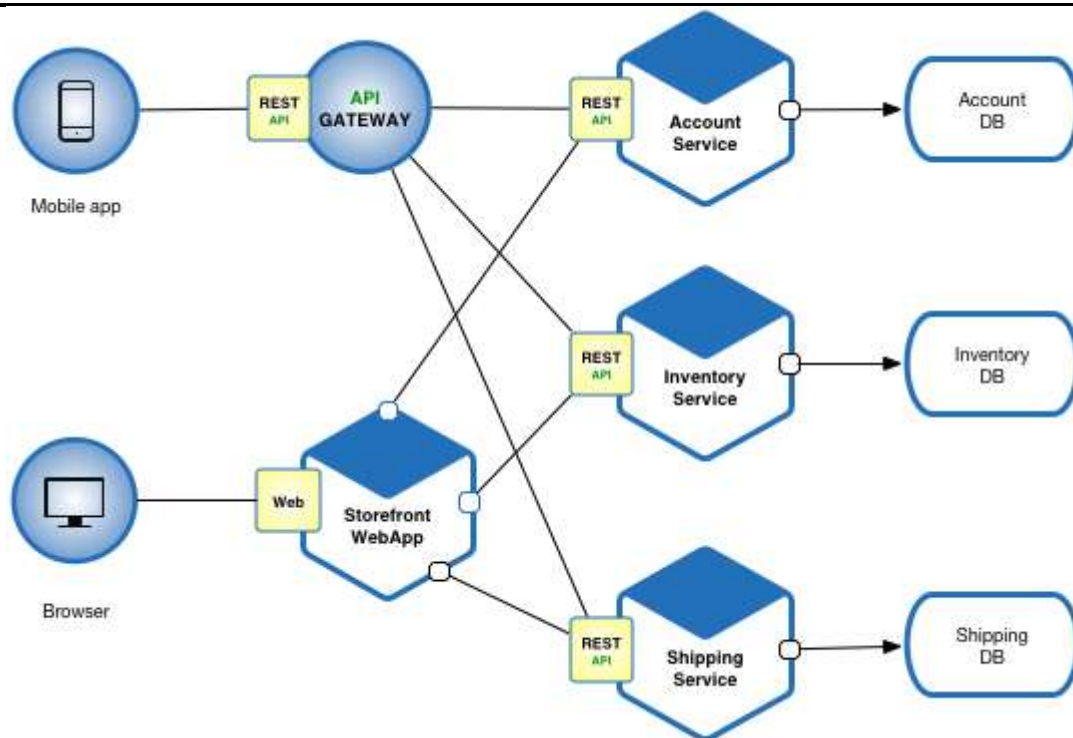 REST
API
API
GATEWAY
REST
API
Account
Service
Account
DB
Mobile app
REST
API
Inventory
Service
Inventory
DB
Web
Storefront
WebApp
Browser
REST
API
Shipping
Service
Shipping
DB